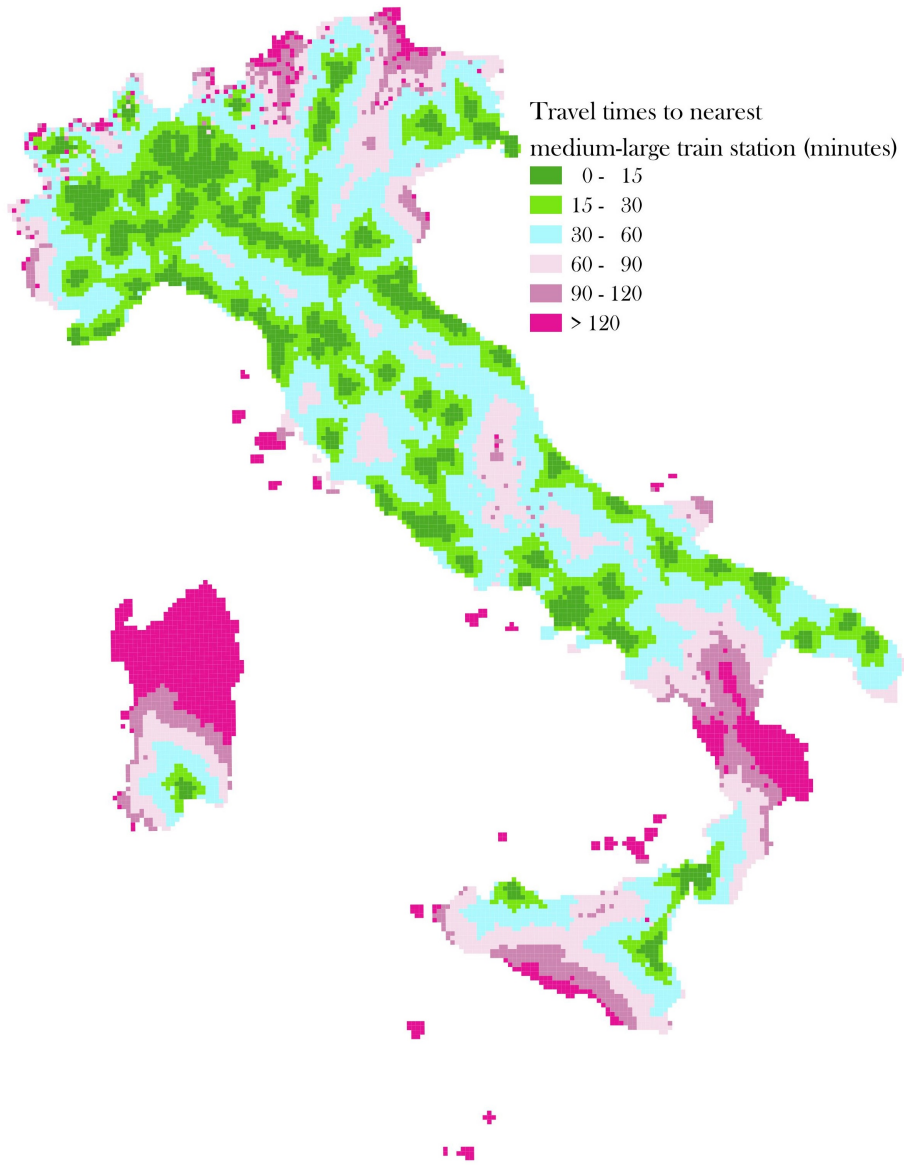 Travel times to nearest
medium-large train station (minutes)
0 - 15
15 - 30
30 - 60
60 - 90
90 - 120
> 120